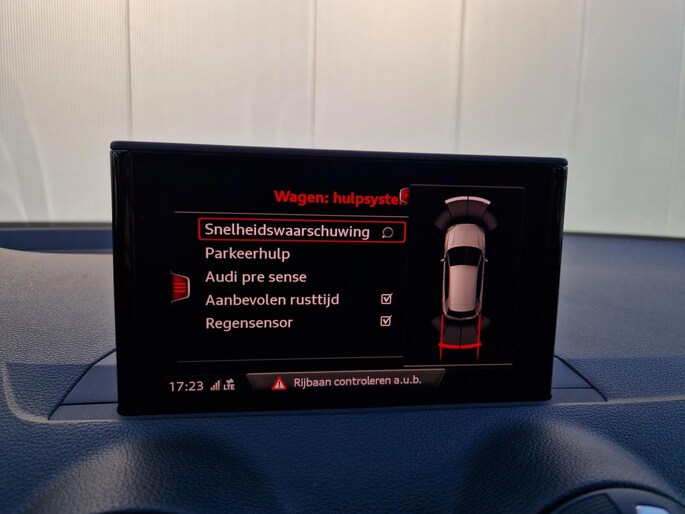 Wagen: hulpsyste
Snelheidswaarschuwing
Parkeerhulp
Audi pre sense
Aanbevolen rusttijd
Regensensor
17:23 LTE Rijbaan controleren a.u.b.